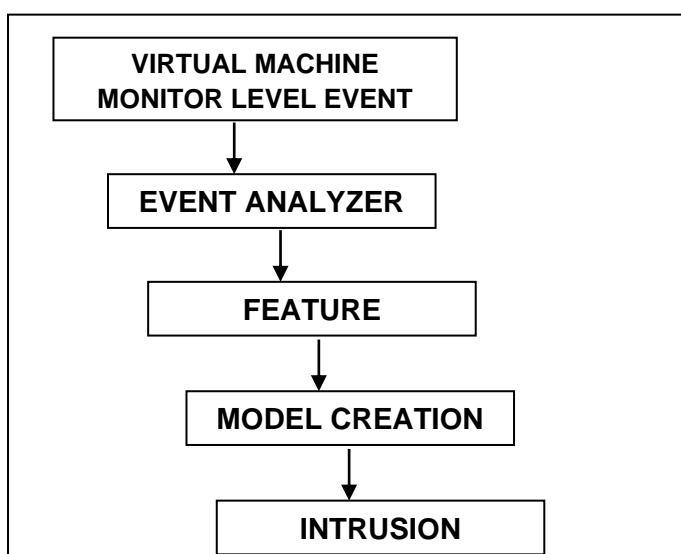 VIRTUAL MACHINE
MONITOR LEVEL EVENT
EVENT ANALYZER
FEATURE
MODEL CREATION
INTRUSION